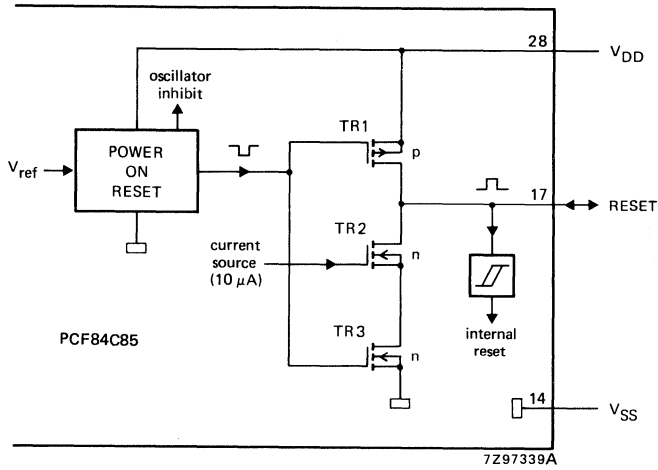 28
V_DD
oscillator
inhibit
TR1
p
POWER
ON
RESET
V_ref
17
RESET
TR2
n
current
source
(10 μA)
internal
reset
TR3
n
PCF84C85
14
V_SS
7Z97339A